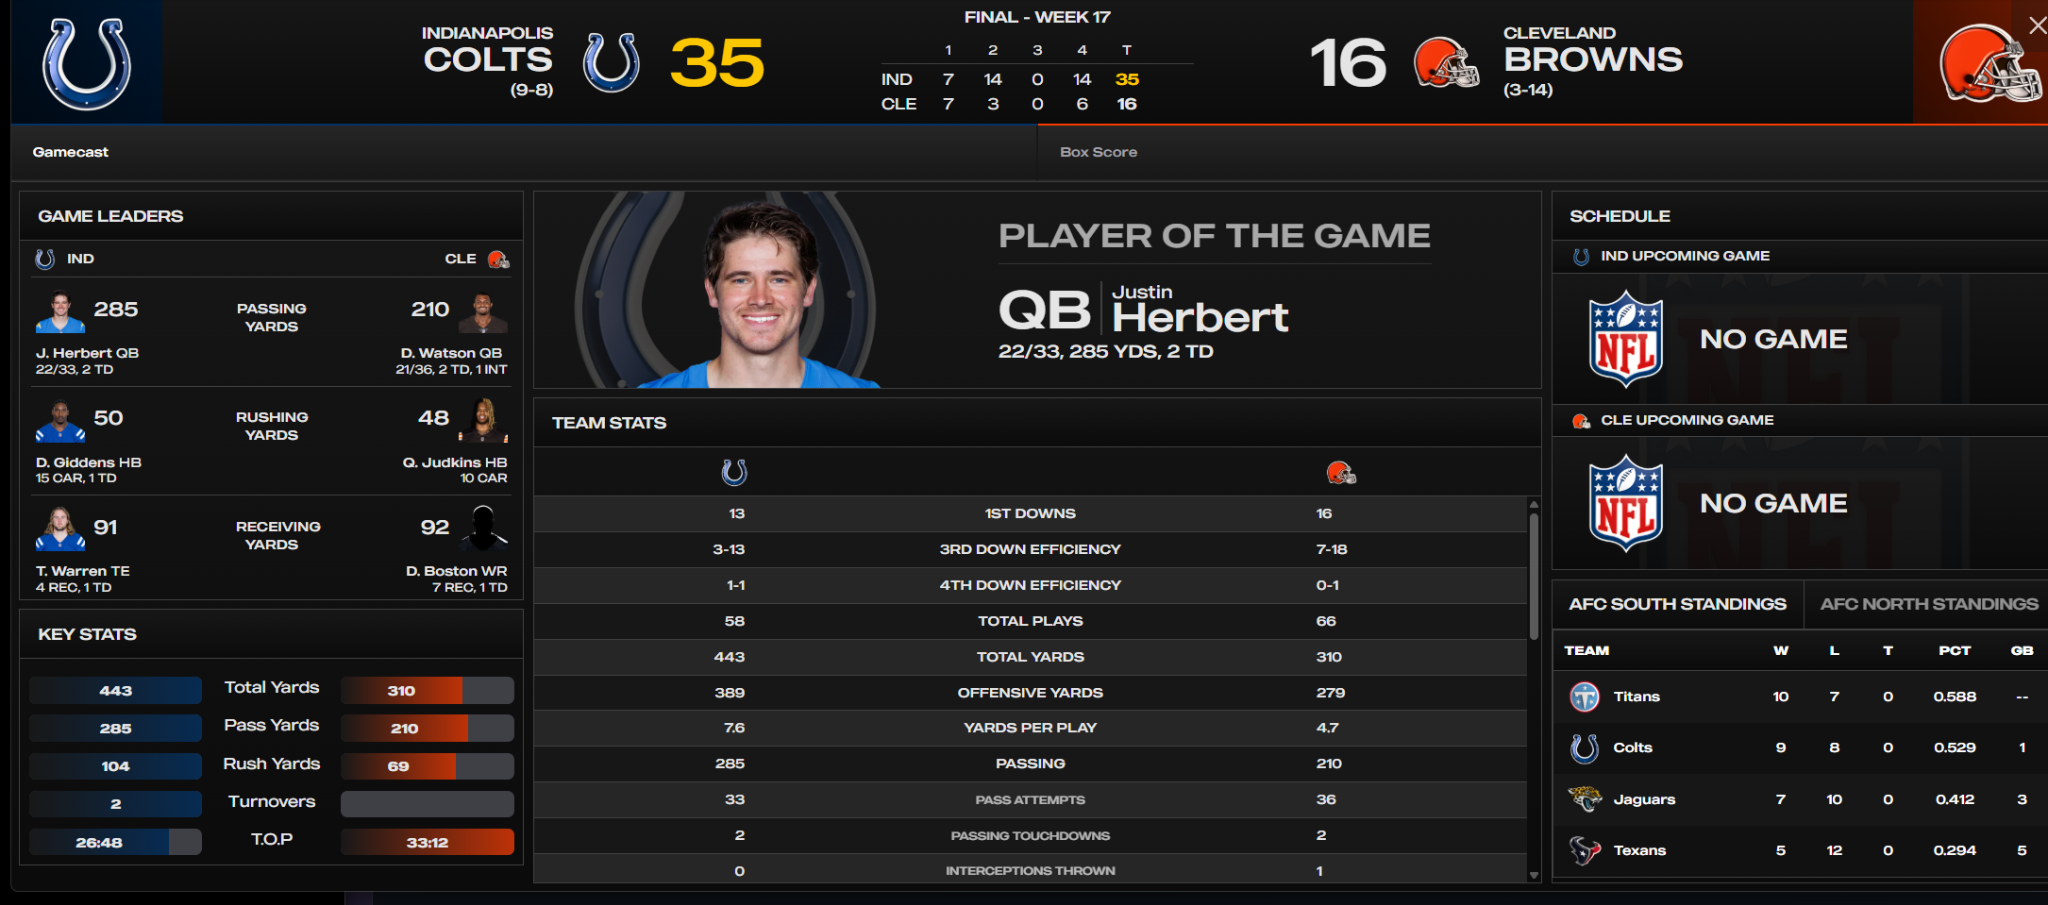 FINAL - WEEK 17
INDIANAPOLIS
COLTS
(9-8)
35
1 2 3 4 T
IND 7 14 0 14 35
CLE 7 3 0 6 16
16
CLEVELAND
BROWNS
(3-14)
Gamecast
Box Score
GAME LEADERS
IND CLE
285 PASSING YARDS 210
J. Herbert QB D. Watson QB
22/33, 2 TD 21/36, 2 TD, 1 INT
50 RUSHING YARDS 48
D. Giddens HB Q. Judkins HB
15 CAR, 1 TD 10 CAR
91 RECEIVING YARDS 92
T. Warren TE D. Boston WR
4 REC, 1 TD 7 REC, 1 TD
KEY STATS
443 Total Yards 310
285 Pass Yards 210
104 Rush Yards 69
2 Turnovers
26:48 T.O.P 33:12
PLAYER OF THE GAME
QB
Justin
Herbert
22/33, 285 YDS, 2 TD
TEAM STATS
13 1ST DOWNS 16
3-13 3RD DOWN EFFICIENCY 7-18
1-1 4TH DOWN EFFICIENCY 0-1
58 TOTAL PLAYS 66
443 TOTAL YARDS 310
389 OFFENSIVE YARDS 279
7.6 YARDS PER PLAY 4.7
285 PASSING 210
33 PASS ATTEMPTS 36
2 PASSING TOUCHDOWNS 2
0 INTERCEPTIONS THROWN 1
SCHEDULE
IND UPCOMING GAME
NFL
NO GAME
CLE UPCOMING GAME
NFL
NO GAME
AFC SOUTH STANDINGS AFC NORTH STANDINGS
TEAM W L T PCT GB
Titans 10 7 0 0.588 --
Colts 9 8 0 0.529 1
Jaguars 7 10 0 0.412 3
Texans 5 12 0 0.294 5